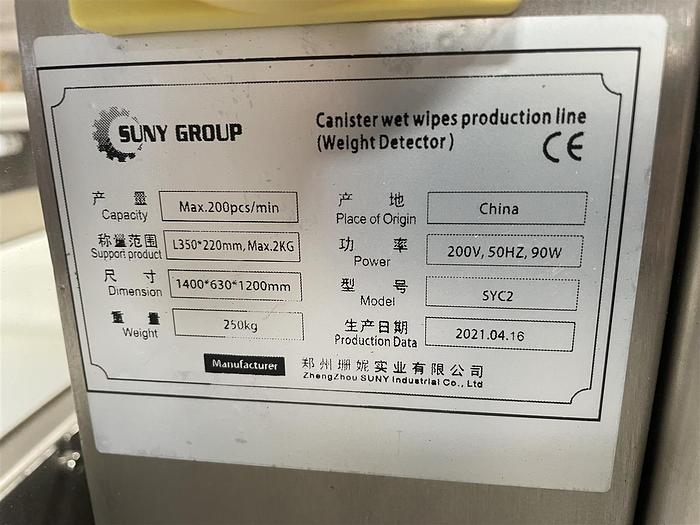 SUNY GROUP
Canister wet wipes production line
(Weight Detector)
CE
产 量
Capacity
Max.200pcs/min
产 地
Place of Origin
China
称量范围
Support product
L350*220mm, Max.2KG
功 率
Power
200V, 50HZ, 90W
尺 寸
Dimension
1400*630*1200mm
型 号
Model
SYC2
重 量
Weight
250kg
生产日期
Production Data
2021.04.16
Manufacturer
郑州珊妮实业有限公司
ZhengZhou SUNY Industrial Co., Ltd